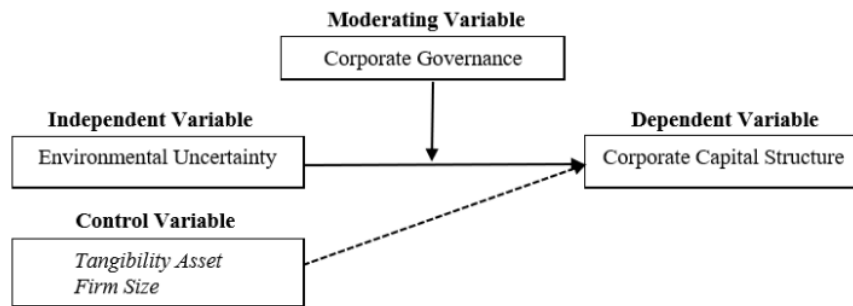 Moderating Variable
Corporate Governance
Independent Variable
Dependent Variable
Environmental Uncertainty
Corporate Capital Structure
Control Variable
Tangibility Asset
Firm Size